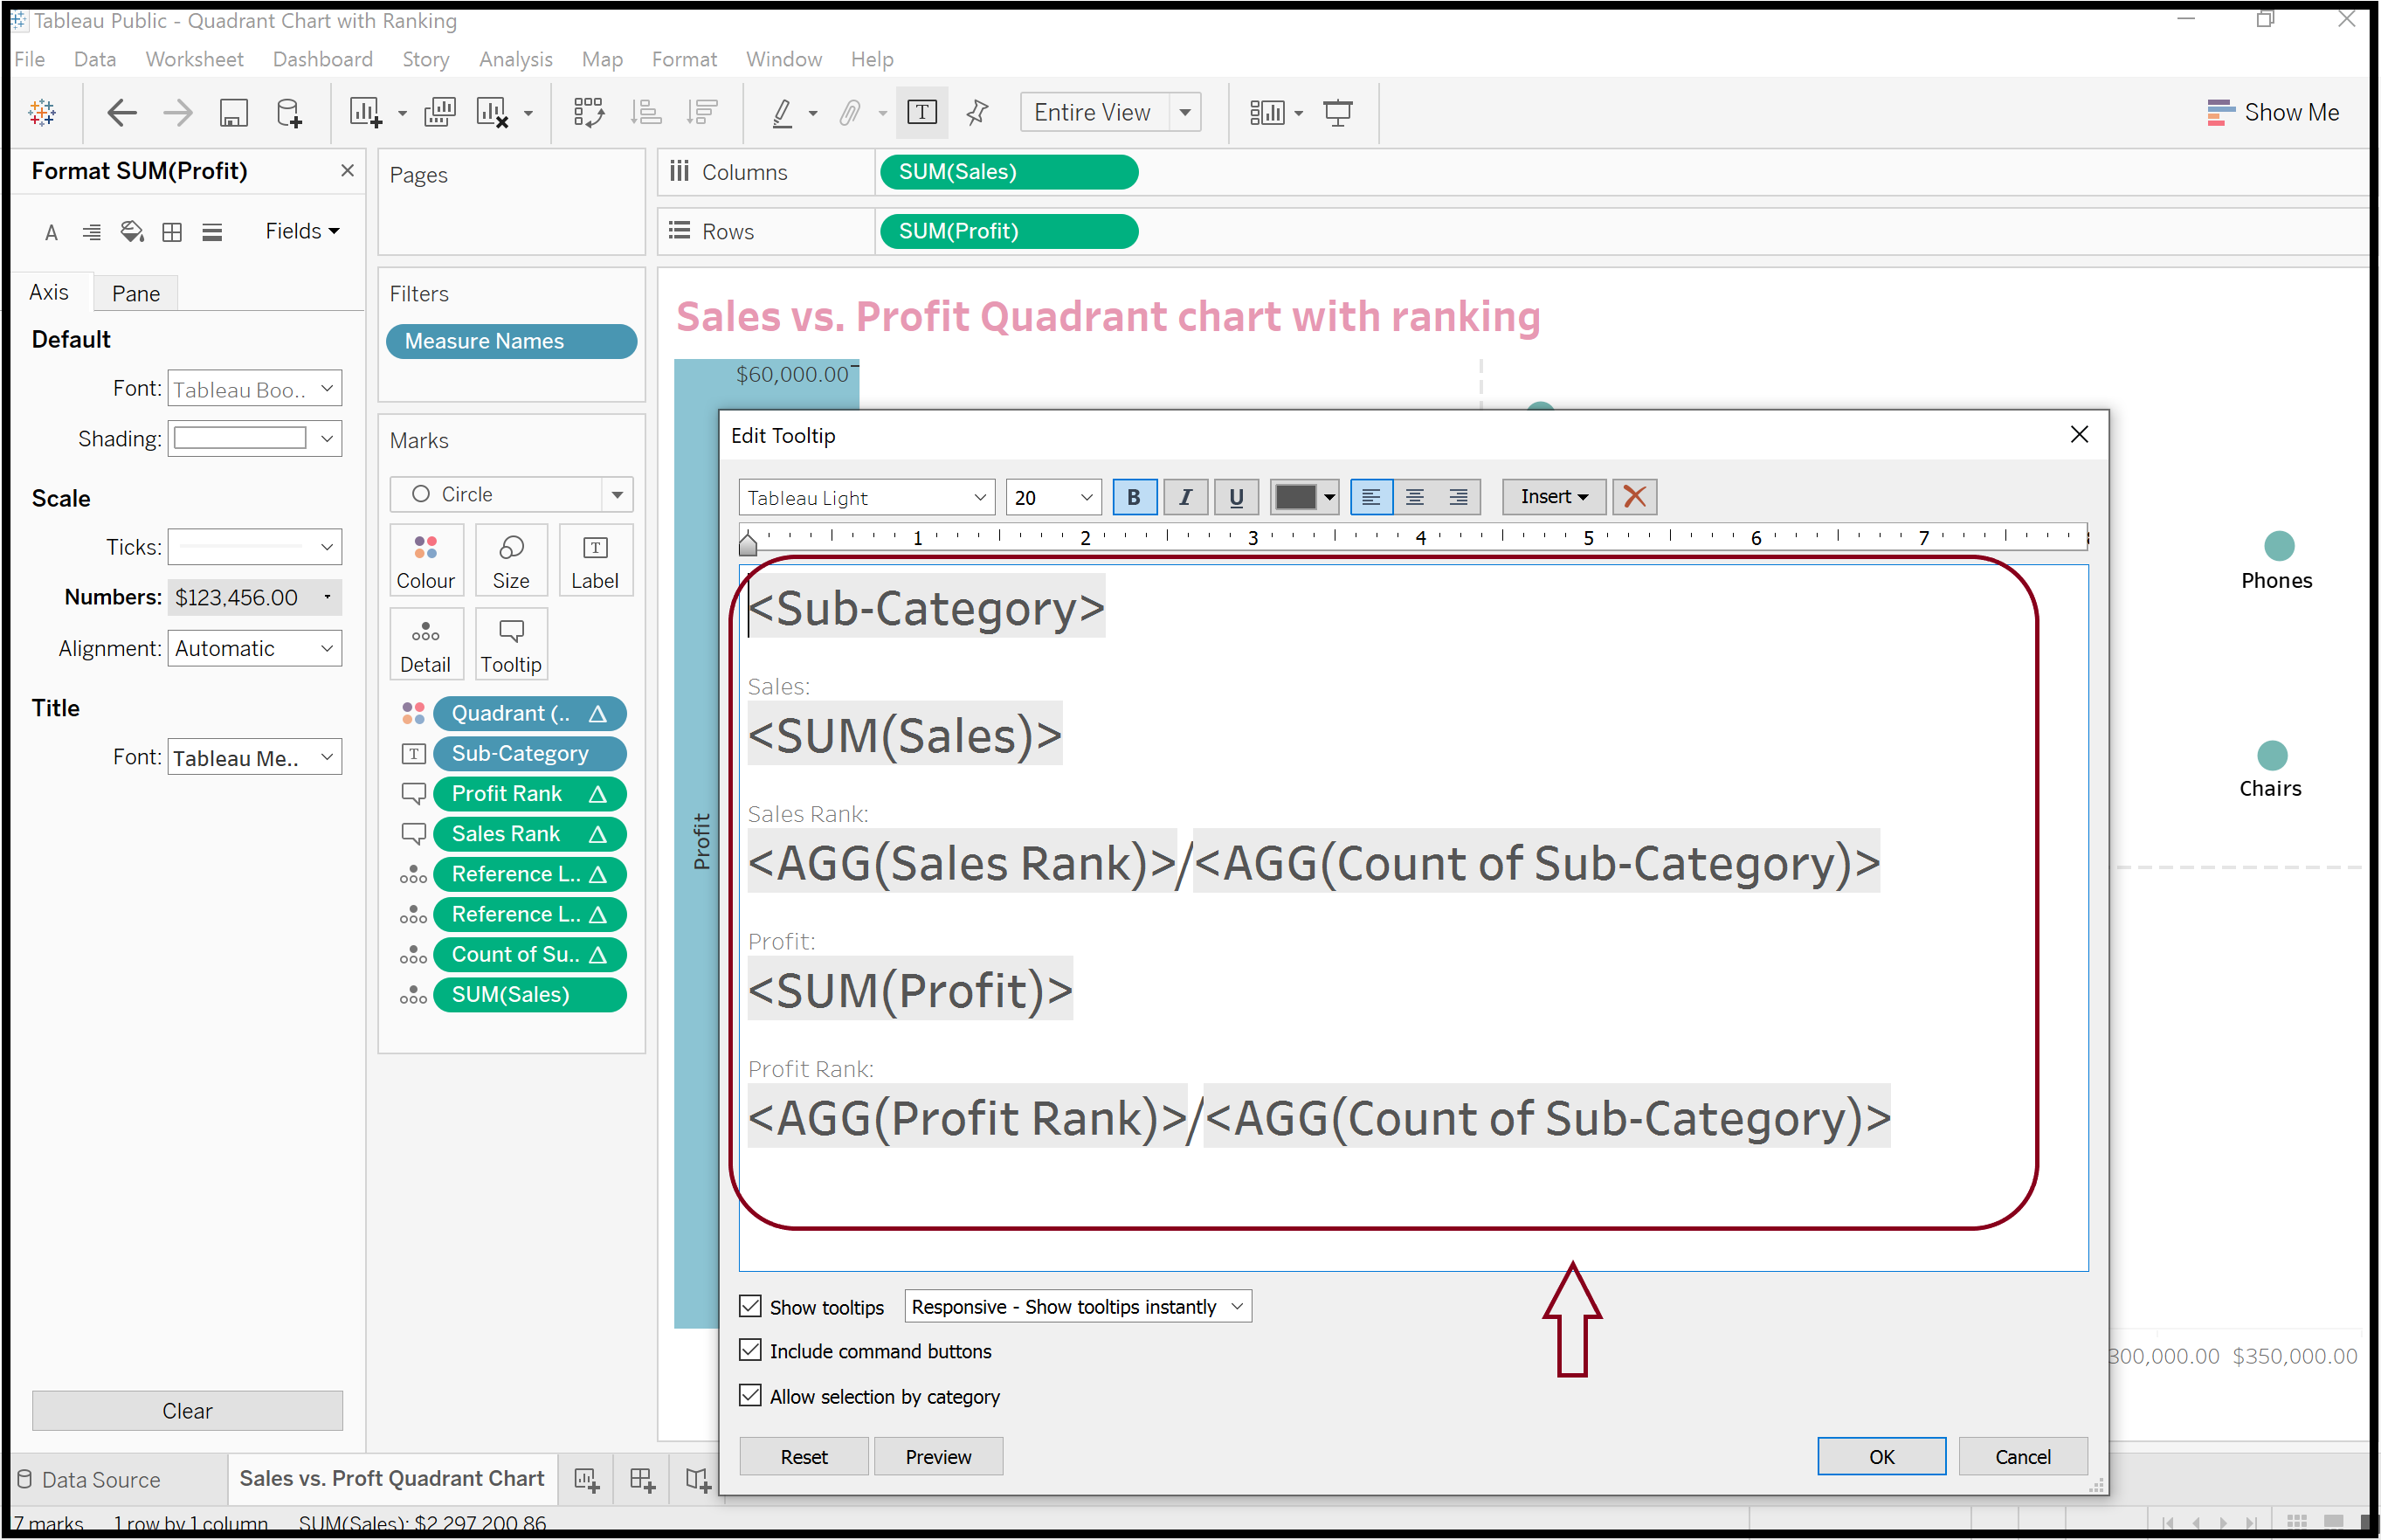 Tableau Public - Quadrant Chart with Ranking
File Data Worksheet Dashboard Story Analysis Map Format Window Help
T Entire View Show Me
Format SUM(Profit)
A Fields
Axis Pane
Default
Font: Tableau Boo..
Shading:
Scale
Ticks:
Numbers: $123,456.00
Alignment: Automatic
Title
Font: Tableau Me..
Clear
Pages
Filters
Measure Names
Marks
Circle
Colour Size T Label
Detail Tooltip
Quadrant (.. Δ
T Sub-Category
Profit Rank Δ
Sales Rank Δ
Reference L.. Δ
Reference L.. Δ
Count of Su.. Δ
SUM(Sales)
Columns SUM(Sales)
Rows SUM(Profit)
Sales vs. Profit Quadrant chart with ranking
$60,000.00
Profit
Edit Tooltip
Tableau Light 20 B I U Insert
1 2 3 4 5 6 7
<Sub-Category>
Sales:
<SUM(Sales)>
Sales Rank:
<AGG(Sales Rank)>/<AGG(Count of Sub-Category)>
Profit:
<SUM(Profit)>
Profit Rank:
<AGG(Profit Rank)>/<AGG(Count of Sub-Category)>
Show tooltips Responsive - Show tooltips instantly
Include command buttons
Allow selection by category
Reset Preview OK Cancel
Phones
Chairs
300,000.00 $350,000.00
Data Source Sales vs. Proft Quadrant Chart
7 marks 1 row by 1 column SUM(Sales): $2,297,200.86